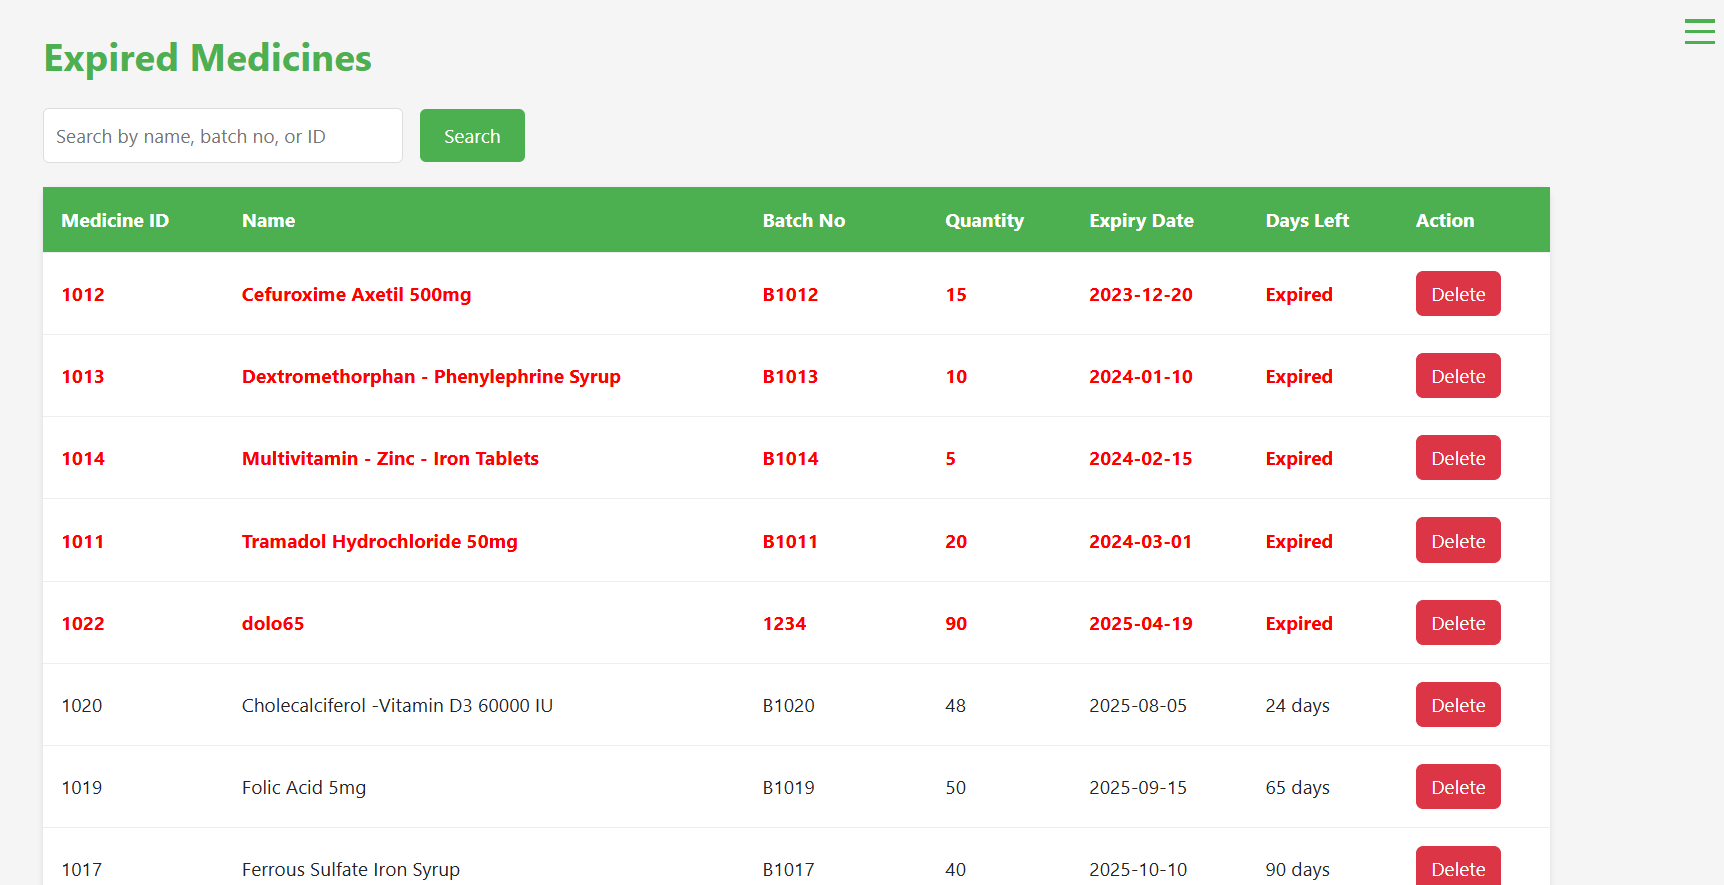 Expired Medicines
Search by name, batch no, or ID Search
Medicine ID Name Batch No Quantity Expiry Date Days Left Action
1012 Cefuroxime Axetil 500mg B1012 15 2023-12-20 Expired Delete
1013 Dextromethorphan - Phenylephrine Syrup B1013 10 2024-01-10 Expired Delete
1014 Multivitamin - Zinc - Iron Tablets B1014 5 2024-02-15 Expired Delete
1011 Tramadol Hydrochloride 50mg B1011 20 2024-03-01 Expired Delete
1022 dolo65 1234 90 2025-04-19 Expired Delete
1020 Cholecalciferol -Vitamin D3 60000 IU B1020 48 2025-08-05 24 days Delete
1019 Folic Acid 5mg B1019 50 2025-09-15 65 days Delete
1017 Ferrous Sulfate Iron Syrup B1017 40 2025-10-10 90 days Delete